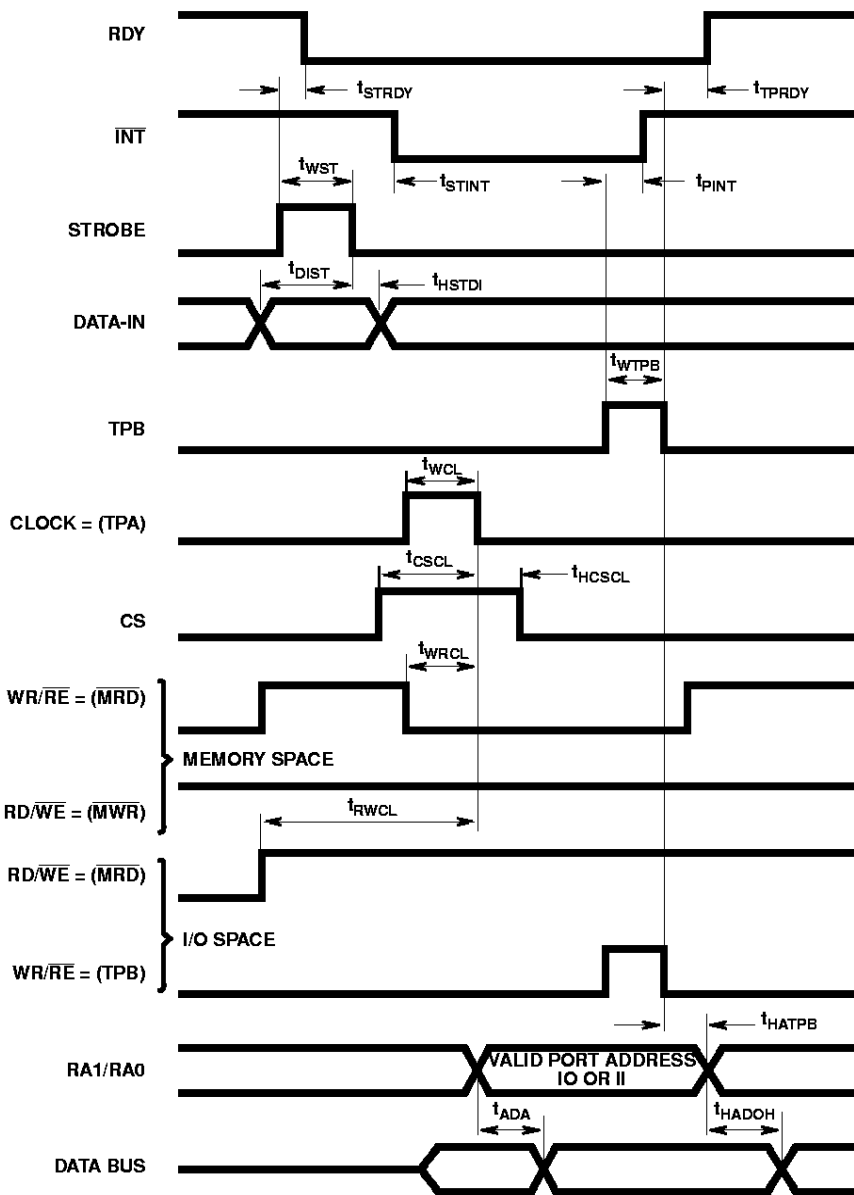 RDY
tSTRDY
tTPRDY
INT
tWST
tSTINT
tPINT
STROBE
tDIST
tHSTDI
DATA-IN
tWTPB
TPB
tWCL
CLOCK = (TPA)
tCSCL
tHCSCL
CS
tWRCL
WR/RE = (MRD)
MEMORY SPACE
RD/WE = (MWR)
tRWCL
RD/WE = (MRD)
I/O SPACE
WR/RE = (TPB)
tHATPB
RA1/RA0
VALID PORT ADDRESS
IO OR II
tADA
tHADOH
DATA BUS